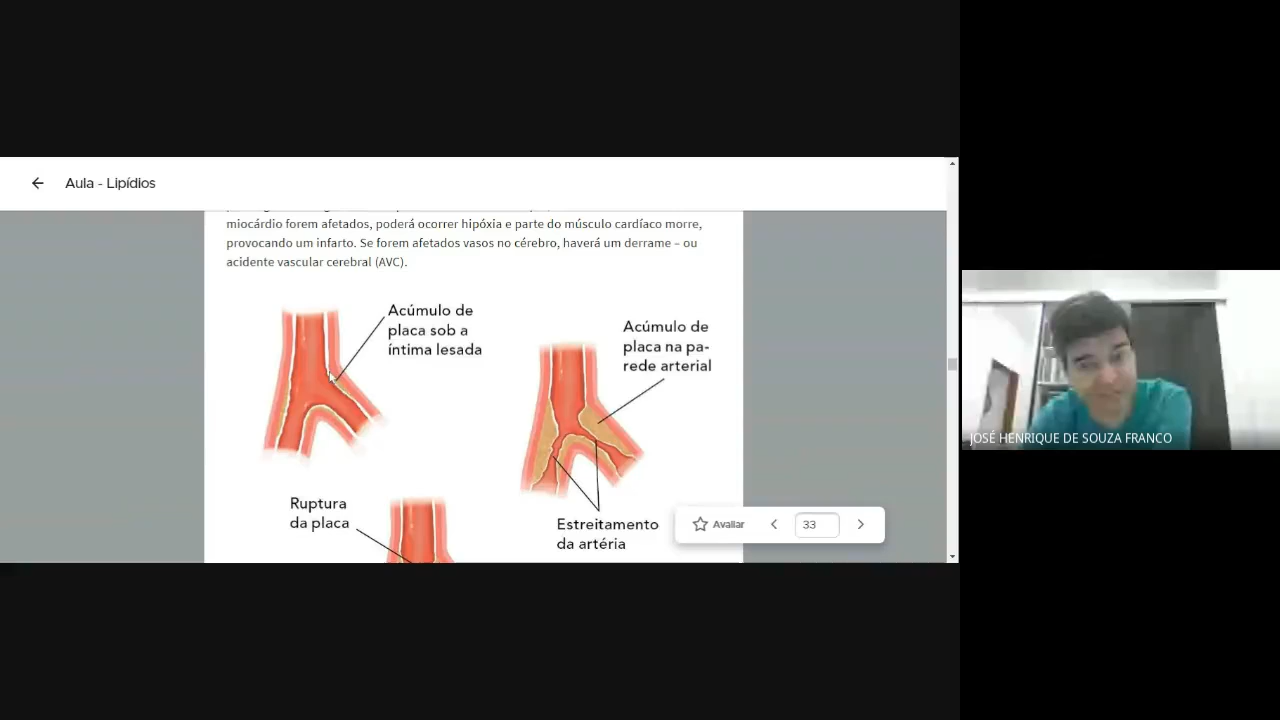 Aula - Lipídios
miocárdio forem afetados, poderá ocorrer hipóxia e parte do músculo cardíaco morre,
provocando um infarto. Se forem afetados vasos no cérebro, haverá um derrame – ou
acidente vascular cerebral (AVC).
Acúmulo de
placa sob a
íntima lesada
Acúmulo de
placa na pa-
rede arterial
Ruptura
da placa
Estreitamento
da artéria
Avaliar
33
JOSÉ HENRIQUE DE SOUZA FRANCO